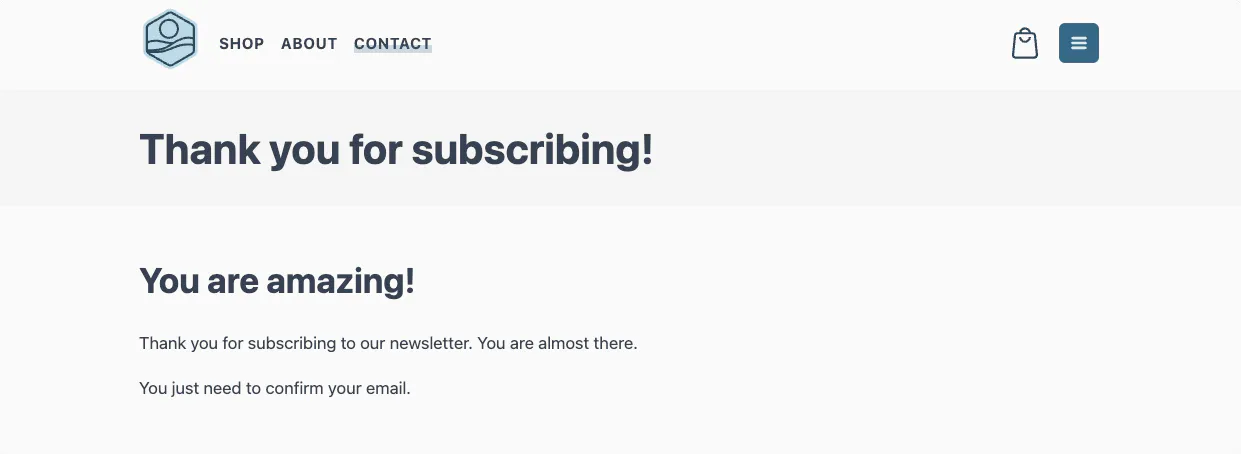 SHOP ABOUT CONTACT
Thank you for subscribing!
You are amazing!
Thank you for subscribing to our newsletter. You are almost there.
You just need to confirm your email.